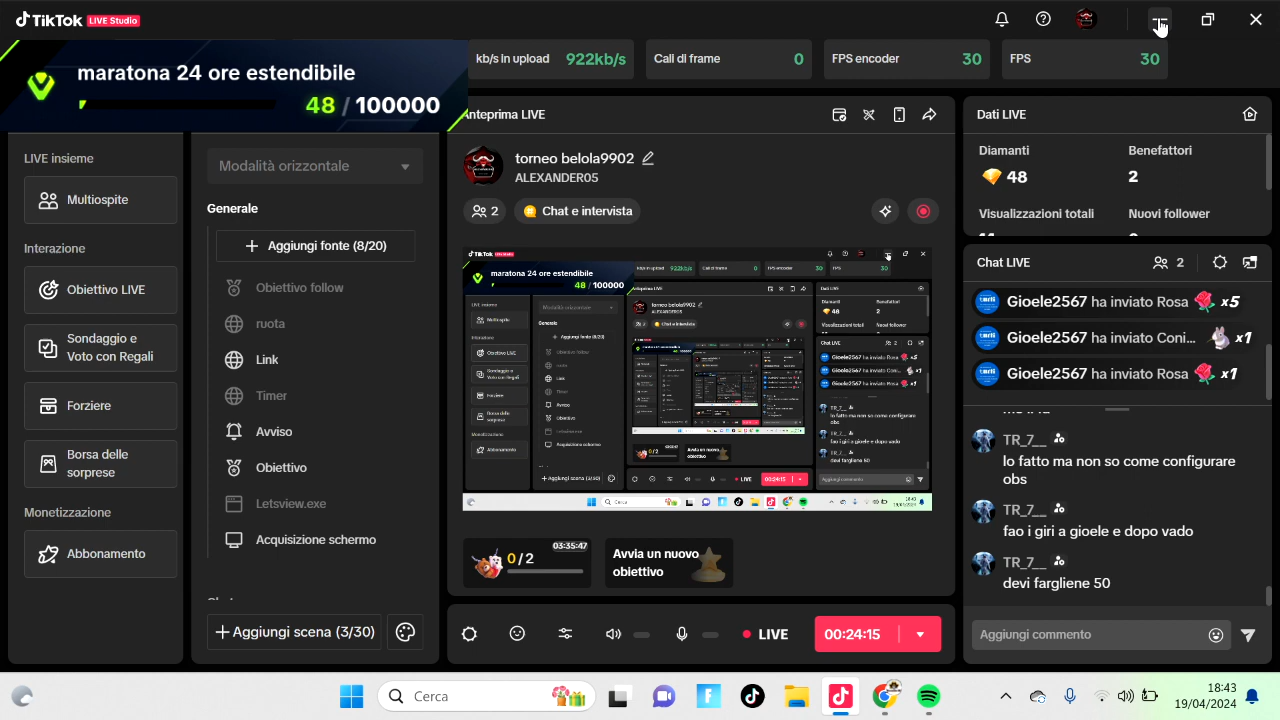 TikTok LIVE Studio
maratona 24 ore estendibile
48 / 100000
kb/s in upload 922kb/s
Call di frame 0
FPS encoder 30
FPS 30
LIVE insieme
Multiospite
Interazione
Obiettivo LIVE
Sondaggio e
Voto con Regali
Forziere
Borsa delle
sorprese
Monetizzazione
Abbonamento
Modalità orizzontale
Generale
Aggiungi fonte (8/20)
Obiettivo follow
ruota
Link
Timer
Avviso
Obiettivo
Letsview.exe
Acquisizione schermo
Aggiungi scena (3/30)
Anteprima LIVE
torneo belola9902
ALEXANDER05
2
Chat e intervista
03:35:47
0/2
Avvia un nuovo
obiettivo
LIVE
00:24:15
Dati LIVE
Diamanti
48
Benefattori
2
Visualizzazioni totali
Nuovi follower
Chat LIVE
2
Gioele2567 ha inviato Rosa x5
Gioele2567 ha inviato Coni... x1
Gioele2567 ha inviato Rosa x1
TR_7__
lo fatto ma non so come configurare
obs
TR_7__
fao i giri a gioele e dopo vado
TR_7__
devi fargliene 50
Aggiungi commento
Cerca
18:43
19/04/2024